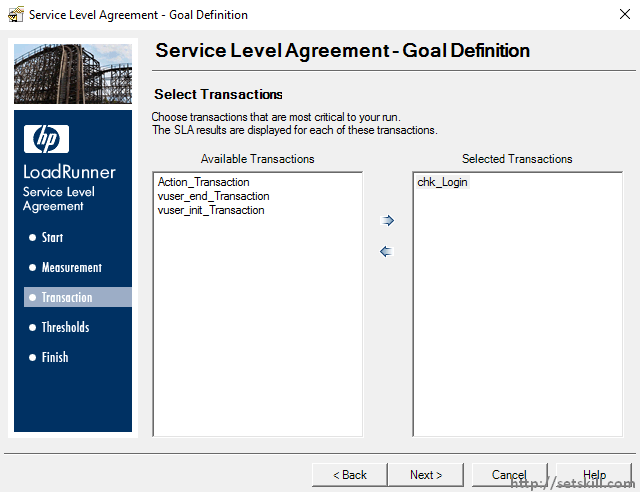 Service Level Agreement - Goal Definition
Service Level Agreement - Goal Definition
Select Transactions
Choose transactions that are most critical to your run.
The SLA results are displayed for each of these transactions.
Available Transactions
Selected Transactions
Action_Transaction
vuser_end_Transaction
vuser_init_Transaction
chk_Login
hp
LoadRunner
Service Level
Agreement
Start
Measurement
Transaction
Thresholds
Finish
< Back
Next >
Cancel
Help
http://setskill.com